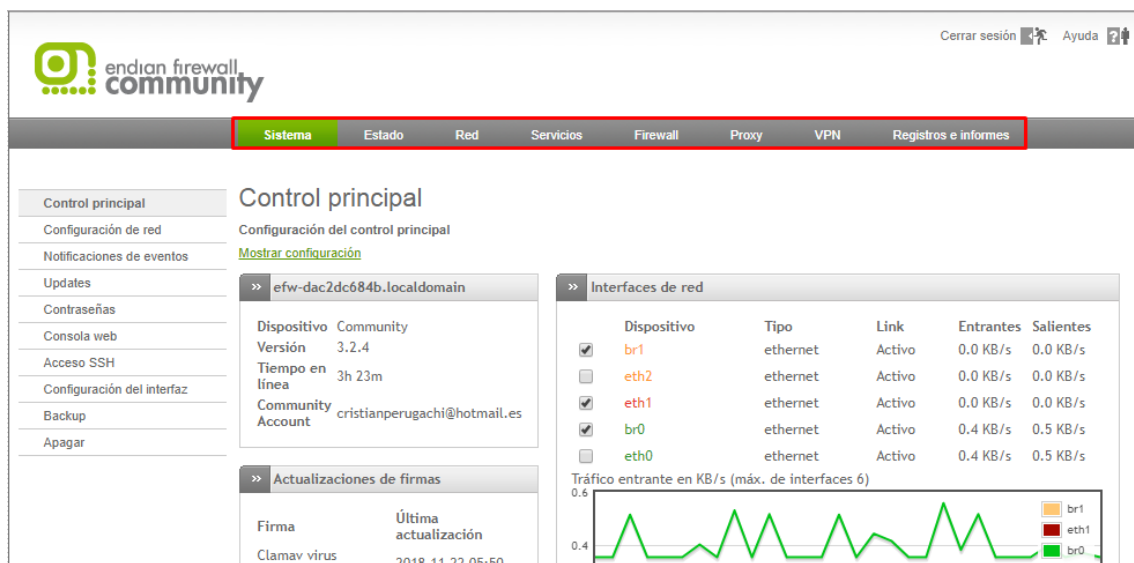 Cerrar sesión Ayuda
endian firewall
community
Sistema Estado Red Servicios Firewall Proxy VPN Registros e informes
Control principal
Configuración de red
Notificaciones de eventos
Updates
Contraseñas
Consola web
Acceso SSH
Configuración del interfaz
Backup
Apagar
Control principal
Configuración del control principal
Mostrar configuración
» efw-dac2dc684b.localdomain
Dispositivo Community
Versión 3.2.4
Tiempo en línea 3h 23m
Community Account cristianperugachi@hotmail.es
» Actualizaciones de firmas
Firma Última actualización
Clamav virus 2018-11-22 05:50
» Interfaces de red
Dispositivo Tipo Link Entrantes Salientes
br1 ethernet Activo 0.0 KB/s 0.0 KB/s
eth2 ethernet Activo 0.0 KB/s 0.0 KB/s
eth1 ethernet Activo 0.0 KB/s 0.0 KB/s
br0 ethernet Activo 0.4 KB/s 0.5 KB/s
eth0 ethernet Activo 0.4 KB/s 0.5 KB/s
Tráfico entrante en KB/s (máx. de interfaces 6)
0.6
0.4
br1
eth1
br0